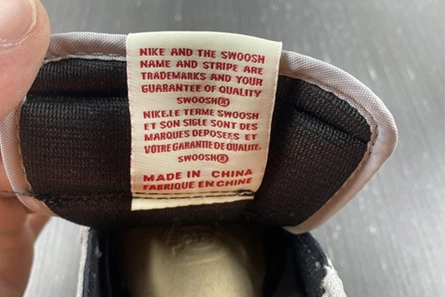 NIKE AND THE SWOOSH
NAME AND STRIPE ARE
TRADEMARKS AND YOUR
GUARANTEE OF QUALITY
SWOOSH®
NIKE.LE TERME SWOOSH
ET SON SIGLE SONT DES
MARQUES DEPOSEES ET
VOTRE GARANTIE DE QUALITE.
SWOOSH®
MADE IN CHINA
FABRIQUE EN CHINE